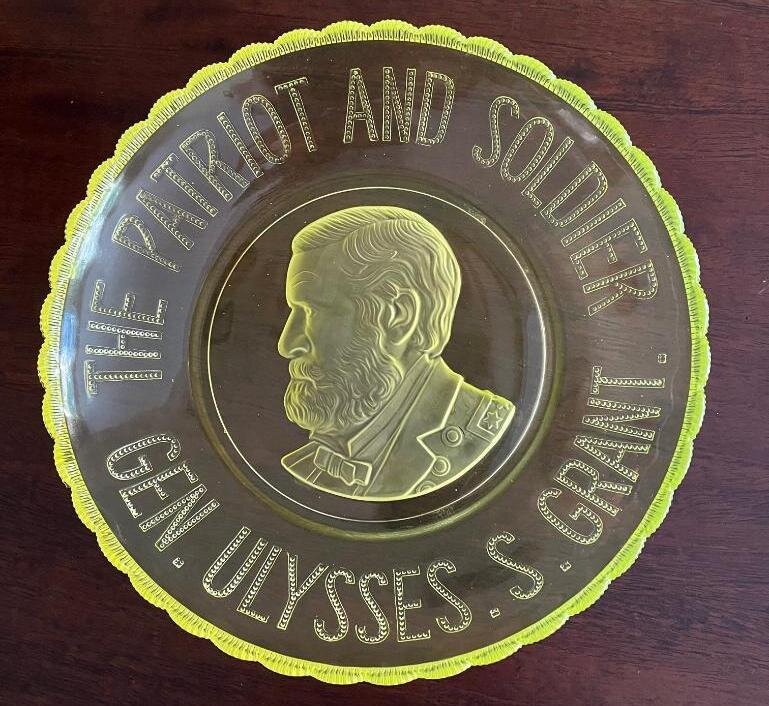 THE PATRIOT AND SOLDIER.
GEN. ULYSSES. S. GRANT.